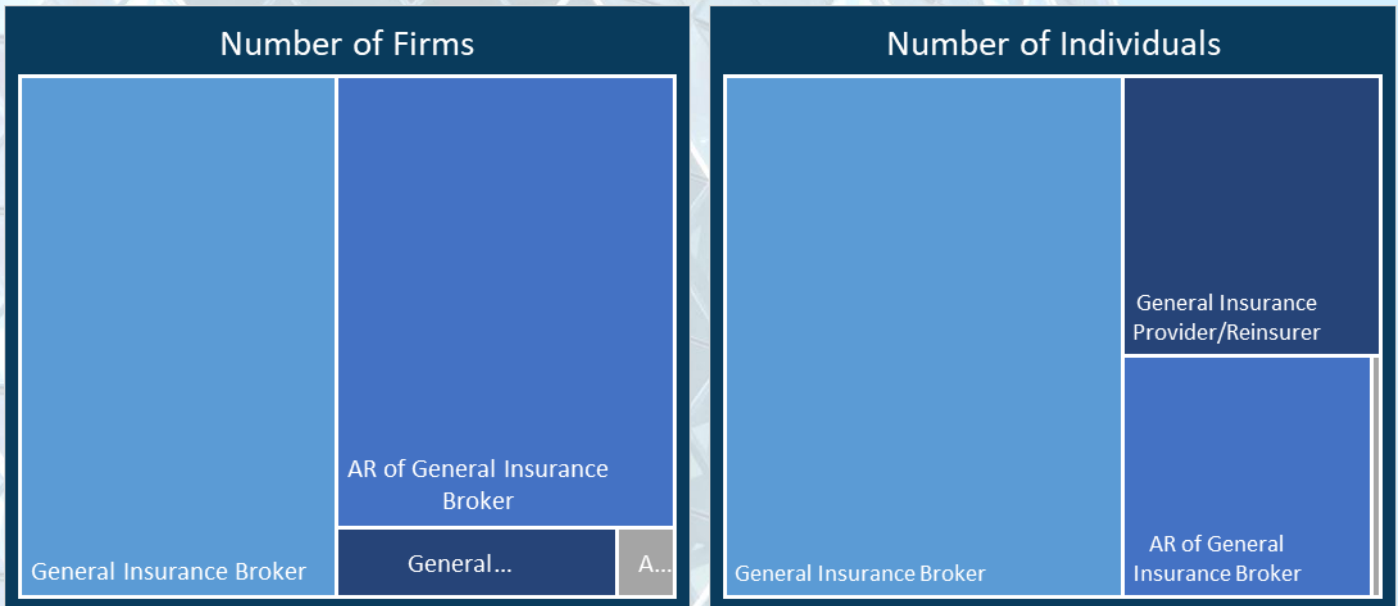 Number of Firms
General Insurance Broker
AR of General Insurance
Broker
General...
A...
Number of Individuals
General Insurance Broker
General Insurance
Provider/Reinsurer
AR of General
Insurance Broker